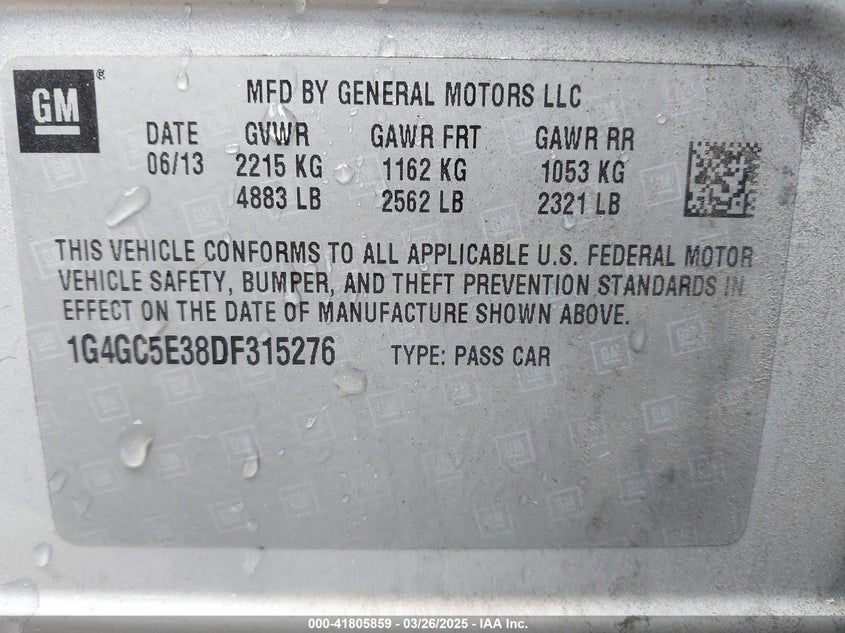 GM®
MFD BY GENERAL MOTORS LLC
DATE GVWR GAWR FRT GAWR RR
06/13 2215 KG 1162 KG 1053 KG
4883 LB 2562 LB 2321 LB
THIS VEHICLE CONFORMS TO ALL APPLICABLE U.S. FEDERAL MOTOR
VEHICLE SAFETY, BUMPER, AND THEFT PREVENTION STANDARDS IN
EFFECT ON THE DATE OF MANUFACTURE SHOWN ABOVE.
1G4GC5E38DF315276 TYPE: PASS CAR
000-41805859 - 03/26/2025 - IAA Inc.